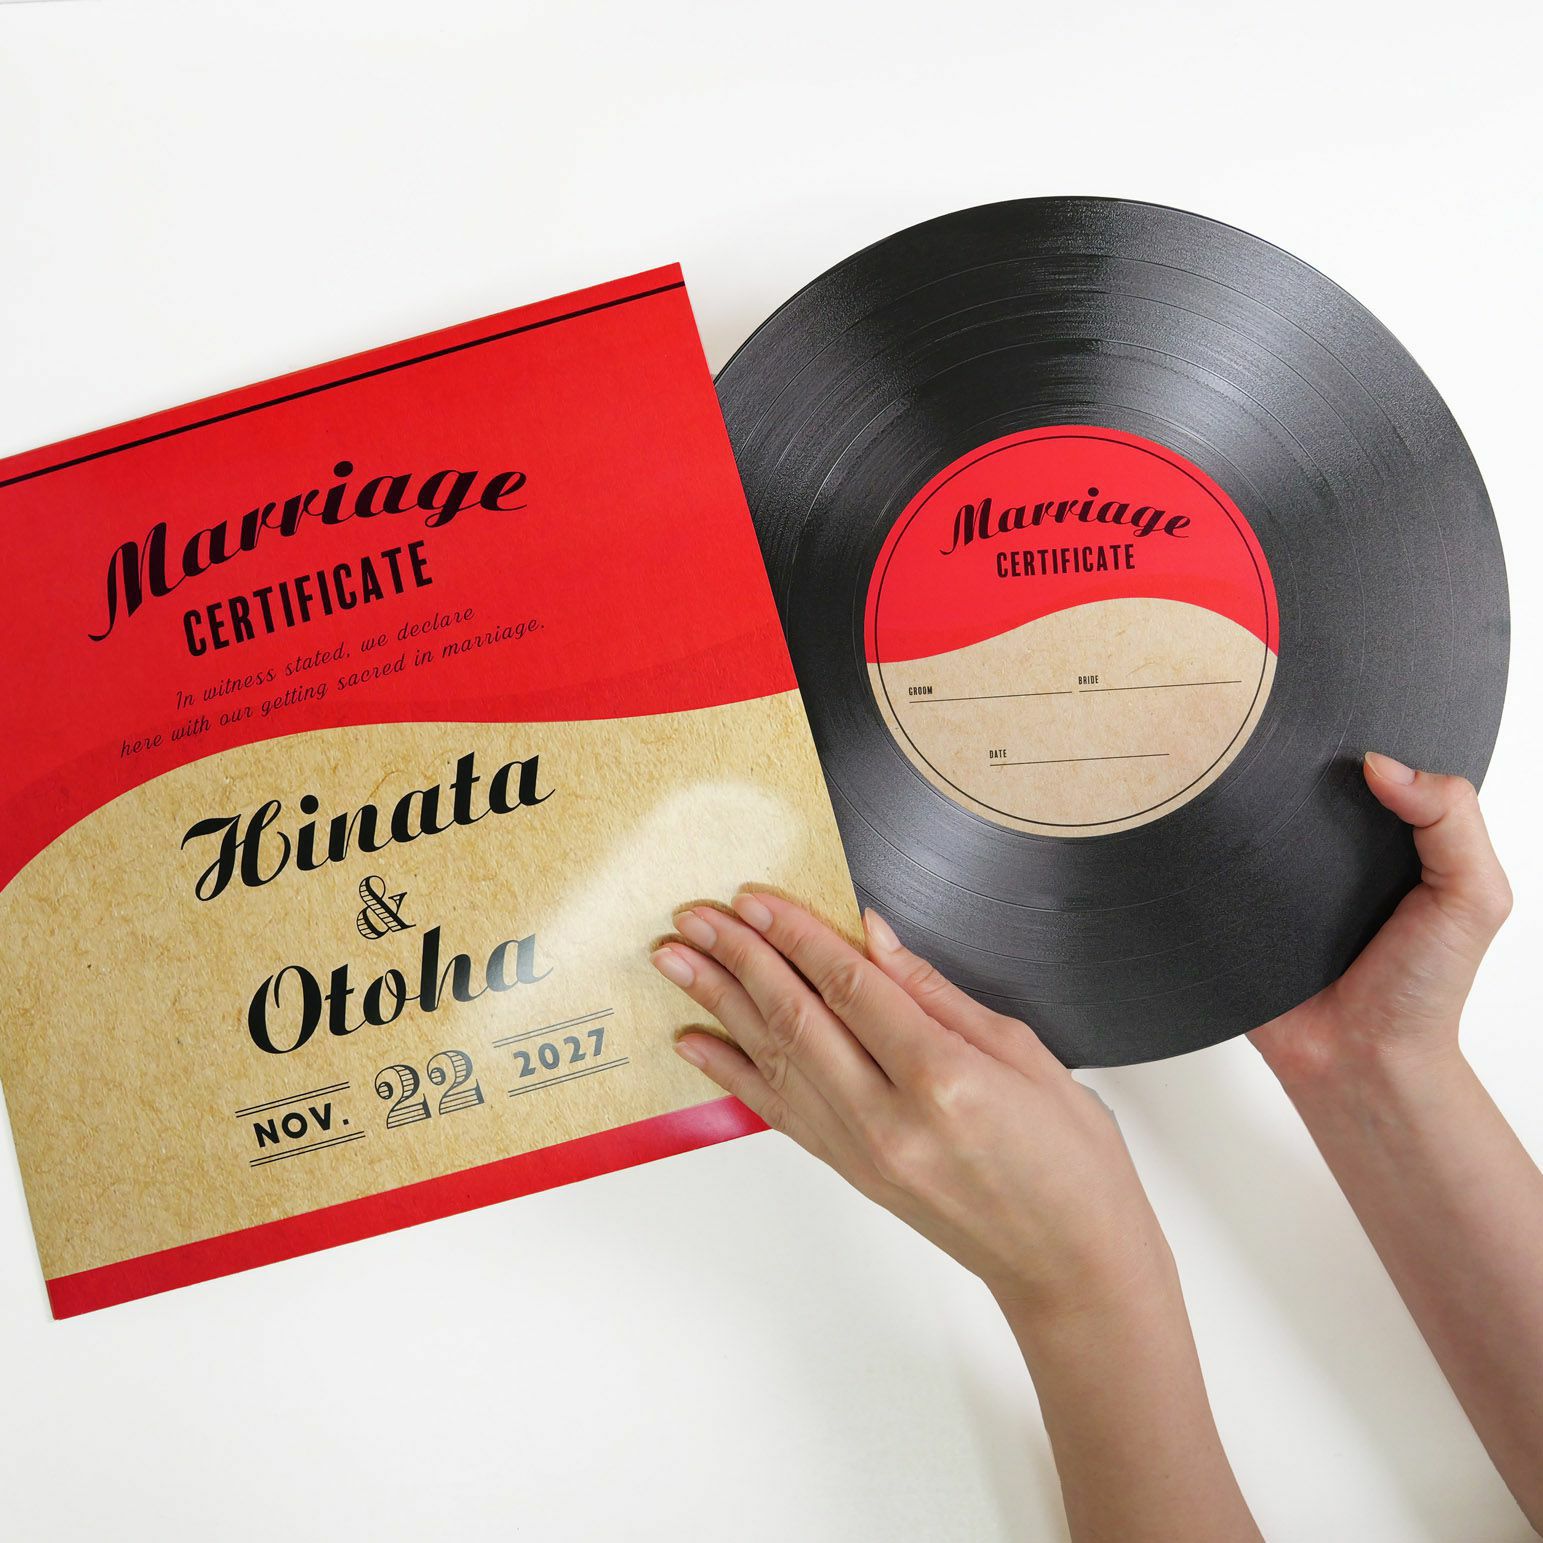 Marriage
CERTIFICATE
In witness stated, we declare
here with our getting sacred in marriage.
Hinata
&
Otoha
NOV. 22 2027
Marriage
CERTIFICATE
GROOM BRIDE
DATE